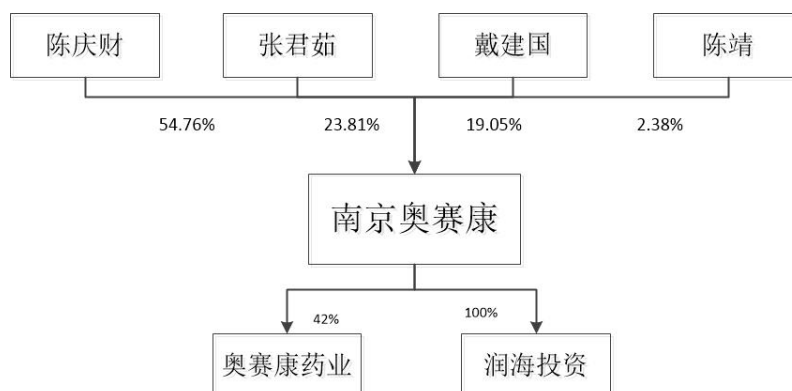 陈庆财
张君茹
戴建国
陈靖
54.76%
23.81%
19.05%
2.38%
南京奥赛康
42%
100%
奥赛康药业
润海投资